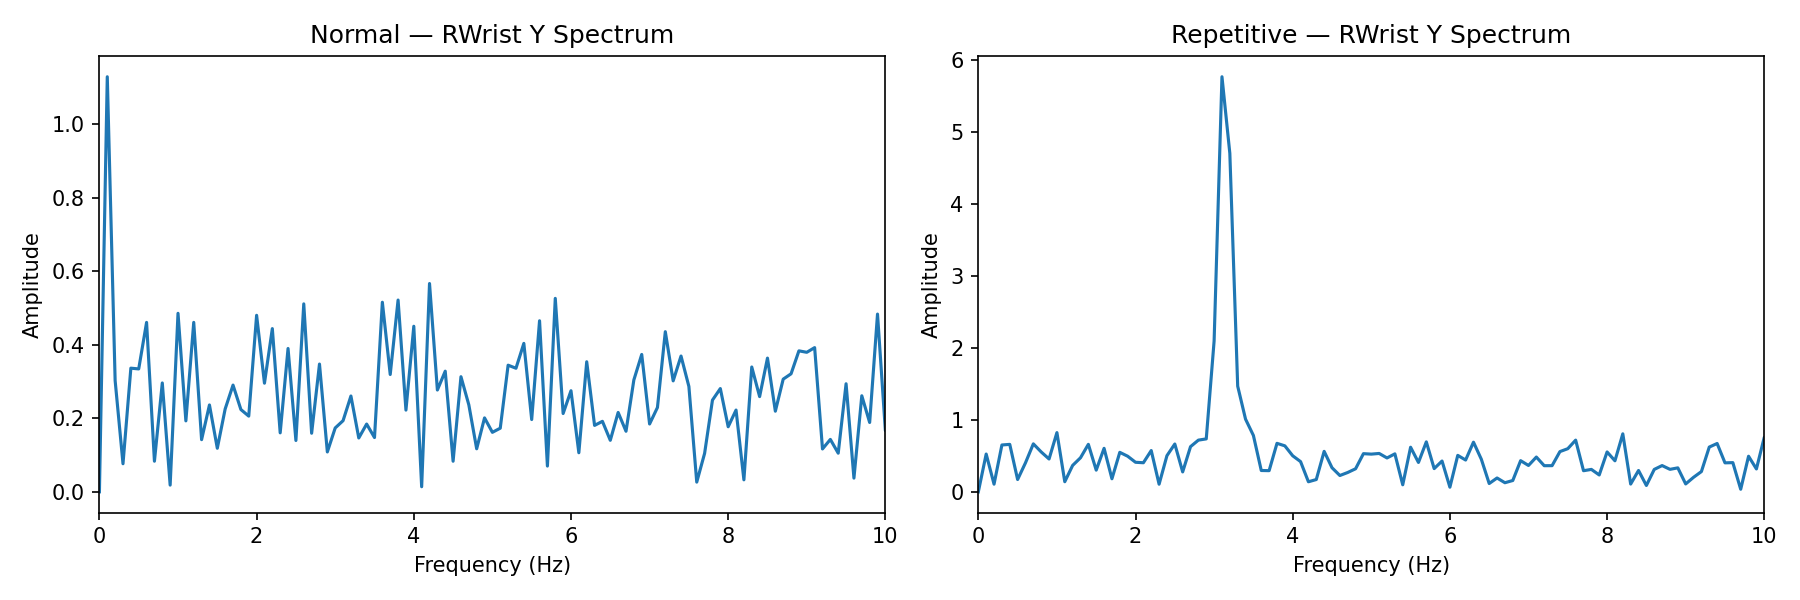 Normal — RWrist Y Spectrum
Amplitude
1.0
0.8
0.6
0.4
0.2
0.0
0 2 4 6 8 10
Frequency (Hz)
Repetitive — RWrist Y Spectrum
Amplitude
6
5
4
3
2
1
0
0 2 4 6 8 10
Frequency (Hz)